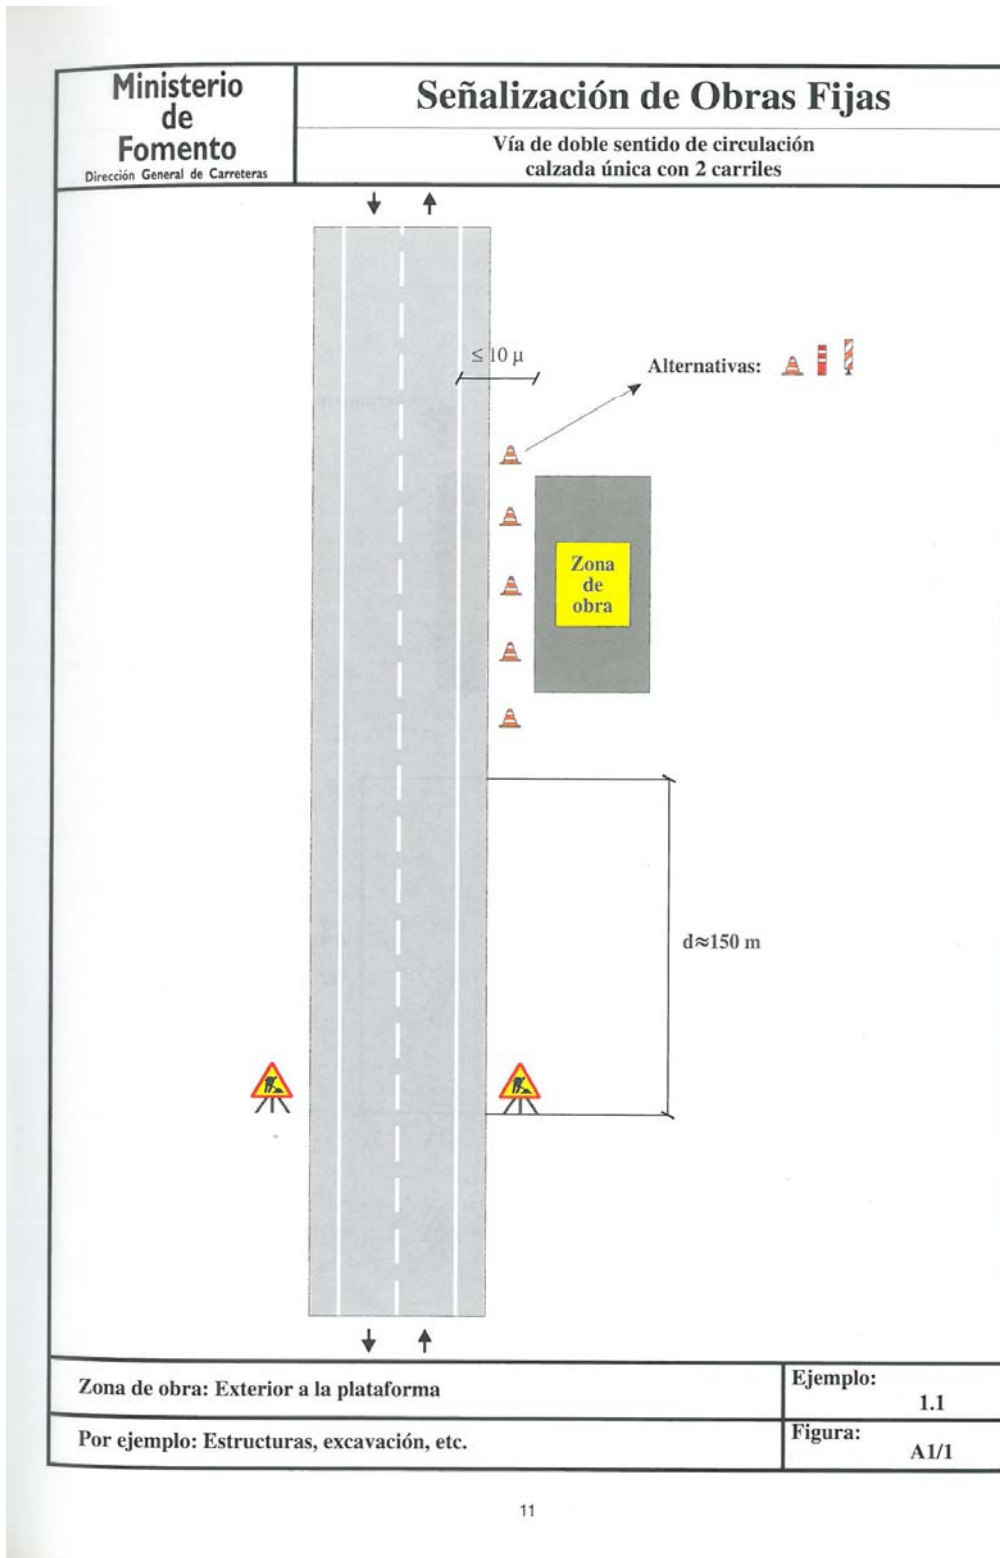 Ministerio
de
Fomento
Dirección General de Carreteras
Señalización de Obras Fijas
Vía de doble sentido de circulación
calzada única con 2 carriles
≤ 10 µ
Alternativas:
Zona
de
obra
d≈150 m
Zona de obra: Exterior a la plataforma
Ejemplo:
1.1
Por ejemplo: Estructuras, excavación, etc.
Figura:
A1/1
11